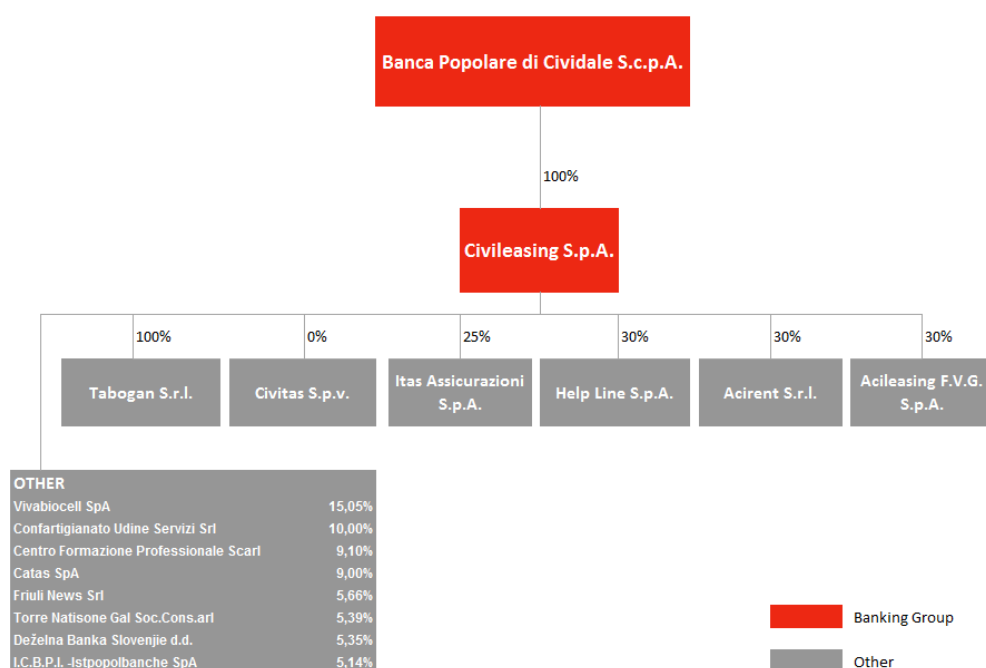 Banca Popolare di Cividale S.c.p.A.
100%
Civileasing S.p.A.
100%
0%
25%
30%
30%
30%
Tabogan S.r.l.
Civitas S.p.v.
Itas Assicurazioni
S.p.A.
Help Line S.p.A.
Acirent S.r.l.
Acileasing F.V.G.
S.p.A.
OTHER
Vivabiocell SpA 15,05%
Confartigianato Udine Servizi Srl 10,00%
Centro Formazione Professionale Scarl 9,10%
Catas SpA 9,00%
Friuli News Srl 5,66%
Torre Natisone Gal Soc.Cons.arl 5,39%
Deželna Banka Slovenjie d.d. 5,35%
I.C.B.P.I. -Istpopolbanche SpA 5,14%
Banking Group
Other